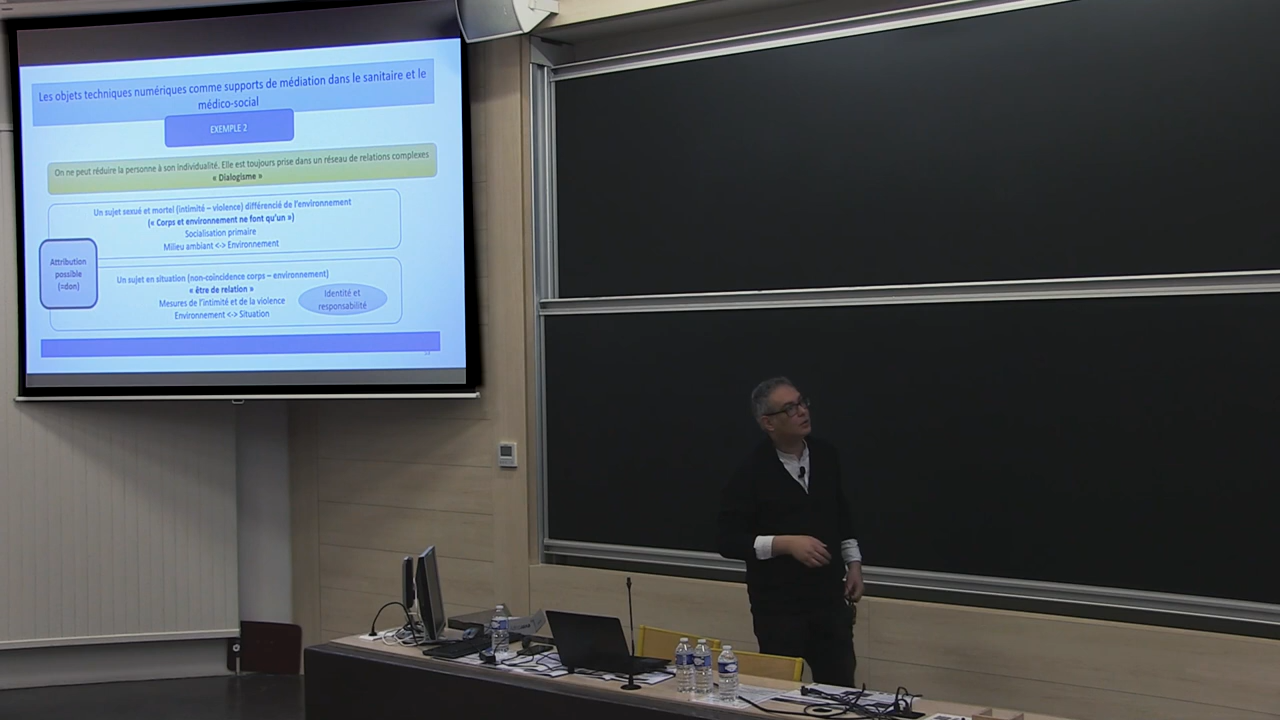 Les objets techniques numériques comme supports de médiation dans le sanitaire et le
médico-social
EXEMPLE 2
On ne peut réduire la personne à son individualité. Elle est toujours prise dans un réseau de relations complexes
« Dialogisme »
Un sujet sexué et mortel (intimité – violence) différencié de l'environnement
(« Corps et environnement ne font qu'un »)
Socialisation primaire
Milieu ambiant <-> Environnement
Attribution
possible
(=don)
Un sujet en situation (non-coïncidence corps – environnement)
« être de relation »
Mesures de l'intimité et de la violence
Environnement <-> Situation
Identité et
responsabilité